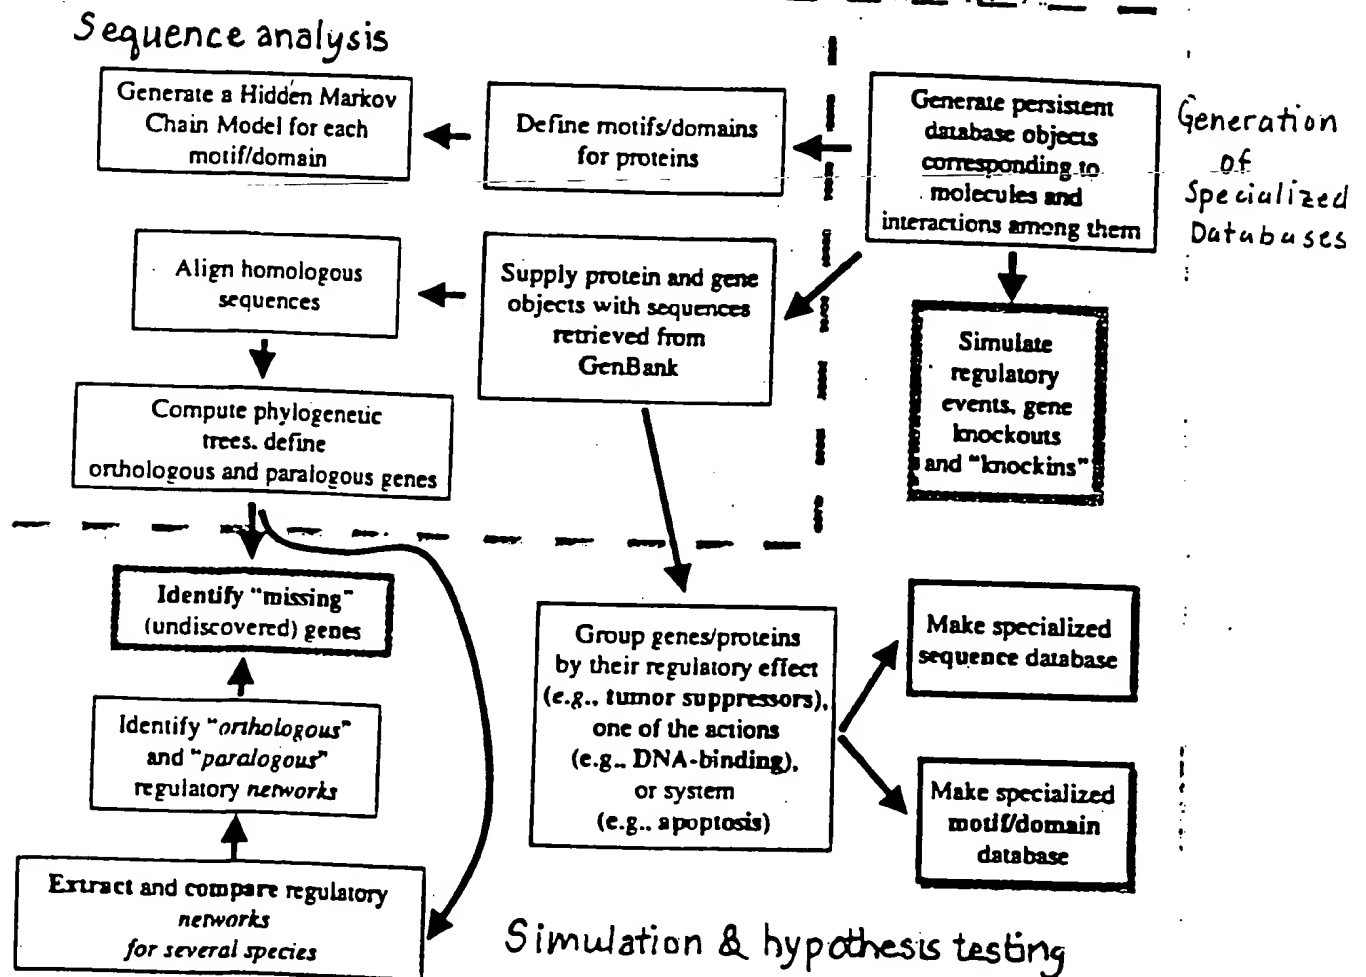 Sequence analysis
Generate a Hidden Markov
Chain Model for each
motif/domain
Define motifs/domains
for proteins
Generate persistent
database objects
corresponding to
molecules and
interactions among them
Generation
of
Specialized
Databases
Align homologous
sequences
Supply protein and gene
objects with sequences
retrieved from
GenBank
Simulate
regulatory
events, gene
knockouts
and "knockins"
Compute phylogenetic
trees. define
orthologous and paralogous genes
Identify "missing"
(undiscovered) genes
Group genes/proteins
by their regulatory effect
(e.g., tumor suppressors),
one of the actions
(e.g., DNA-binding),
or system
(e.g., apoptosis)
Make specialized
sequence database
Identify "orthologous"
and "paralogous"
regulatory networks
Make specialized
motif/domain
database
Extract and compare regulatory
networks
for several species
Simulation & hypothesis testing